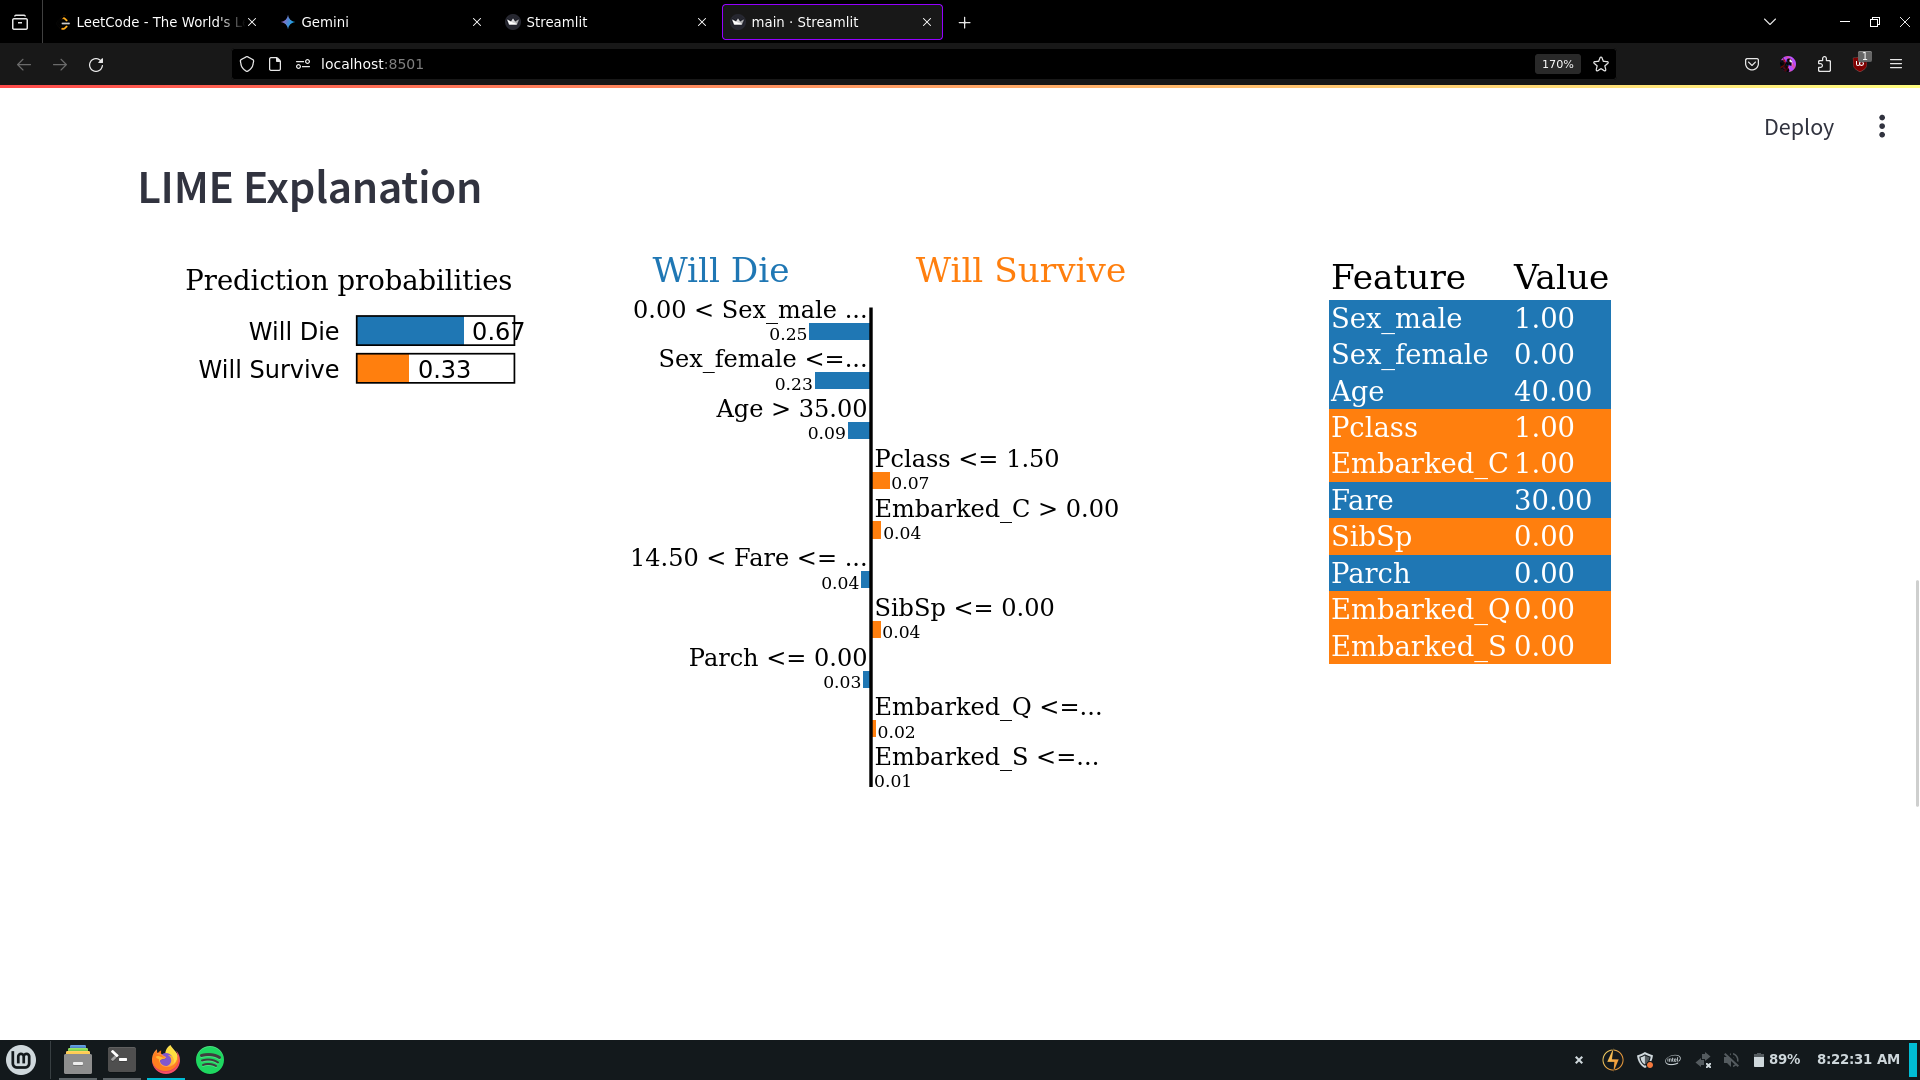 LeetCode - The World's L
Gemini
Streamlit
main · Streamlit
localhost:8501
170%
1
Deploy
LIME Explanation
Prediction probabilities
Will Die 0.67
Will Survive 0.33
Will Die Will Survive
0.00 < Sex_male ...
0.25
Sex_female <=...
0.23
Age > 35.00
0.09
Pclass <= 1.50
0.07
Embarked_C > 0.00
0.04
14.50 < Fare <= ...
0.04
SibSp <= 0.00
0.04
Parch <= 0.00
0.03
Embarked_Q <=...
0.02
Embarked_S <=...
0.01
Feature Value
Sex_male 1.00
Sex_female 0.00
Age 40.00
Pclass 1.00
Embarked_C 1.00
Fare 30.00
SibSp 0.00
Parch 0.00
Embarked_Q 0.00
Embarked_S 0.00
intel
89%
8:22:31 AM